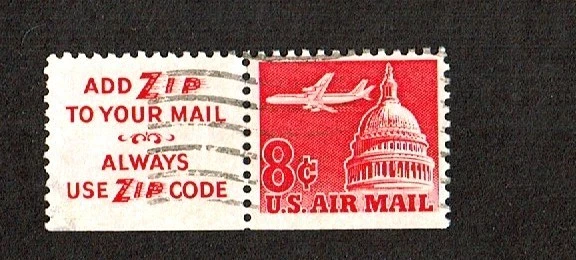 ADD ZIP
TO YOUR MAIL
ALWAYS
USE ZIP CODE
8¢
U.S. AIR MAIL